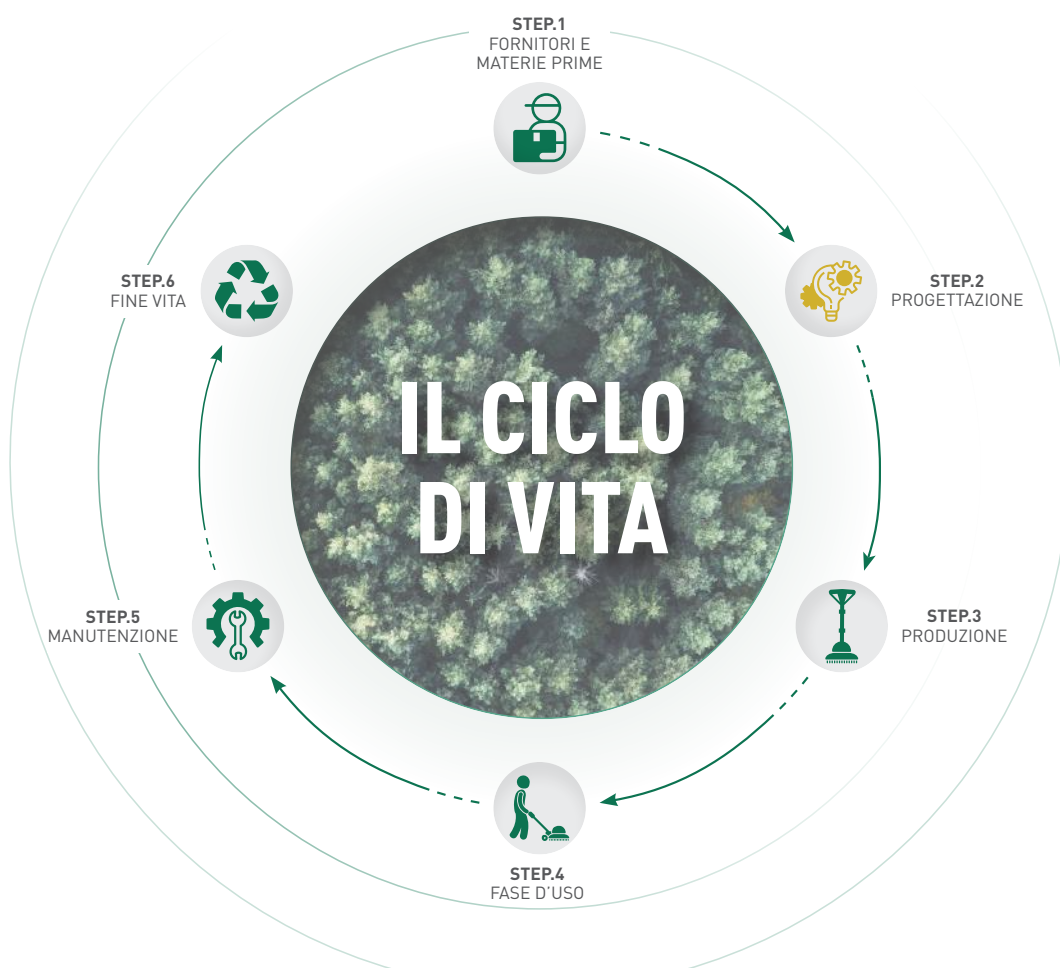 STEP.1
FORNITORI E
MATERIE PRIME
STEP.6
FINE VITA
STEP.2
PROGETTAZIONE
IL CICLO
DI VITA
STEP.5
MANUTENZIONE
STEP.3
PRODUZIONE
STEP.4
FASE D'USO